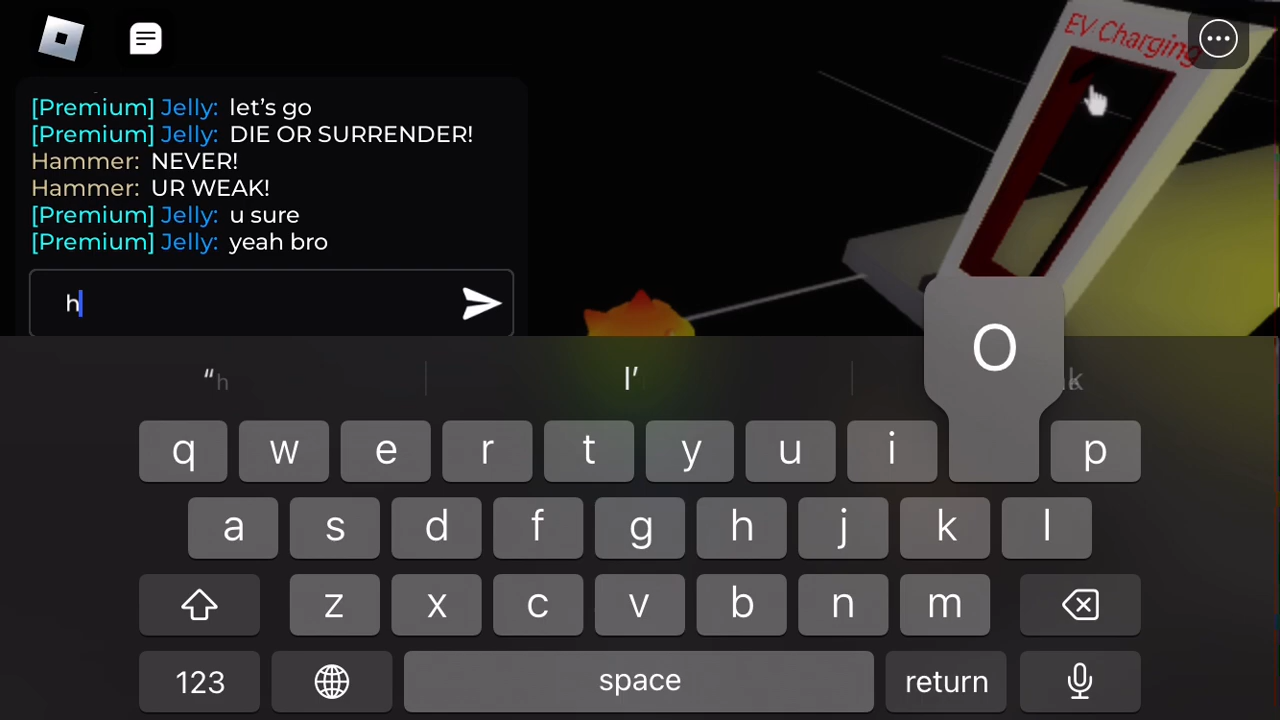 EV Charging
[Premium] Jelly: let’s go
[Premium] Jelly: DIE OR SURRENDER!
Hammer: NEVER!
Hammer: UR WEAK!
[Premium] Jelly: u sure
[Premium] Jelly: yeah bro
h
“h I’ k
O
q w e r t y u i p
a s d f g h j k l
z x c v b n m
123 space return